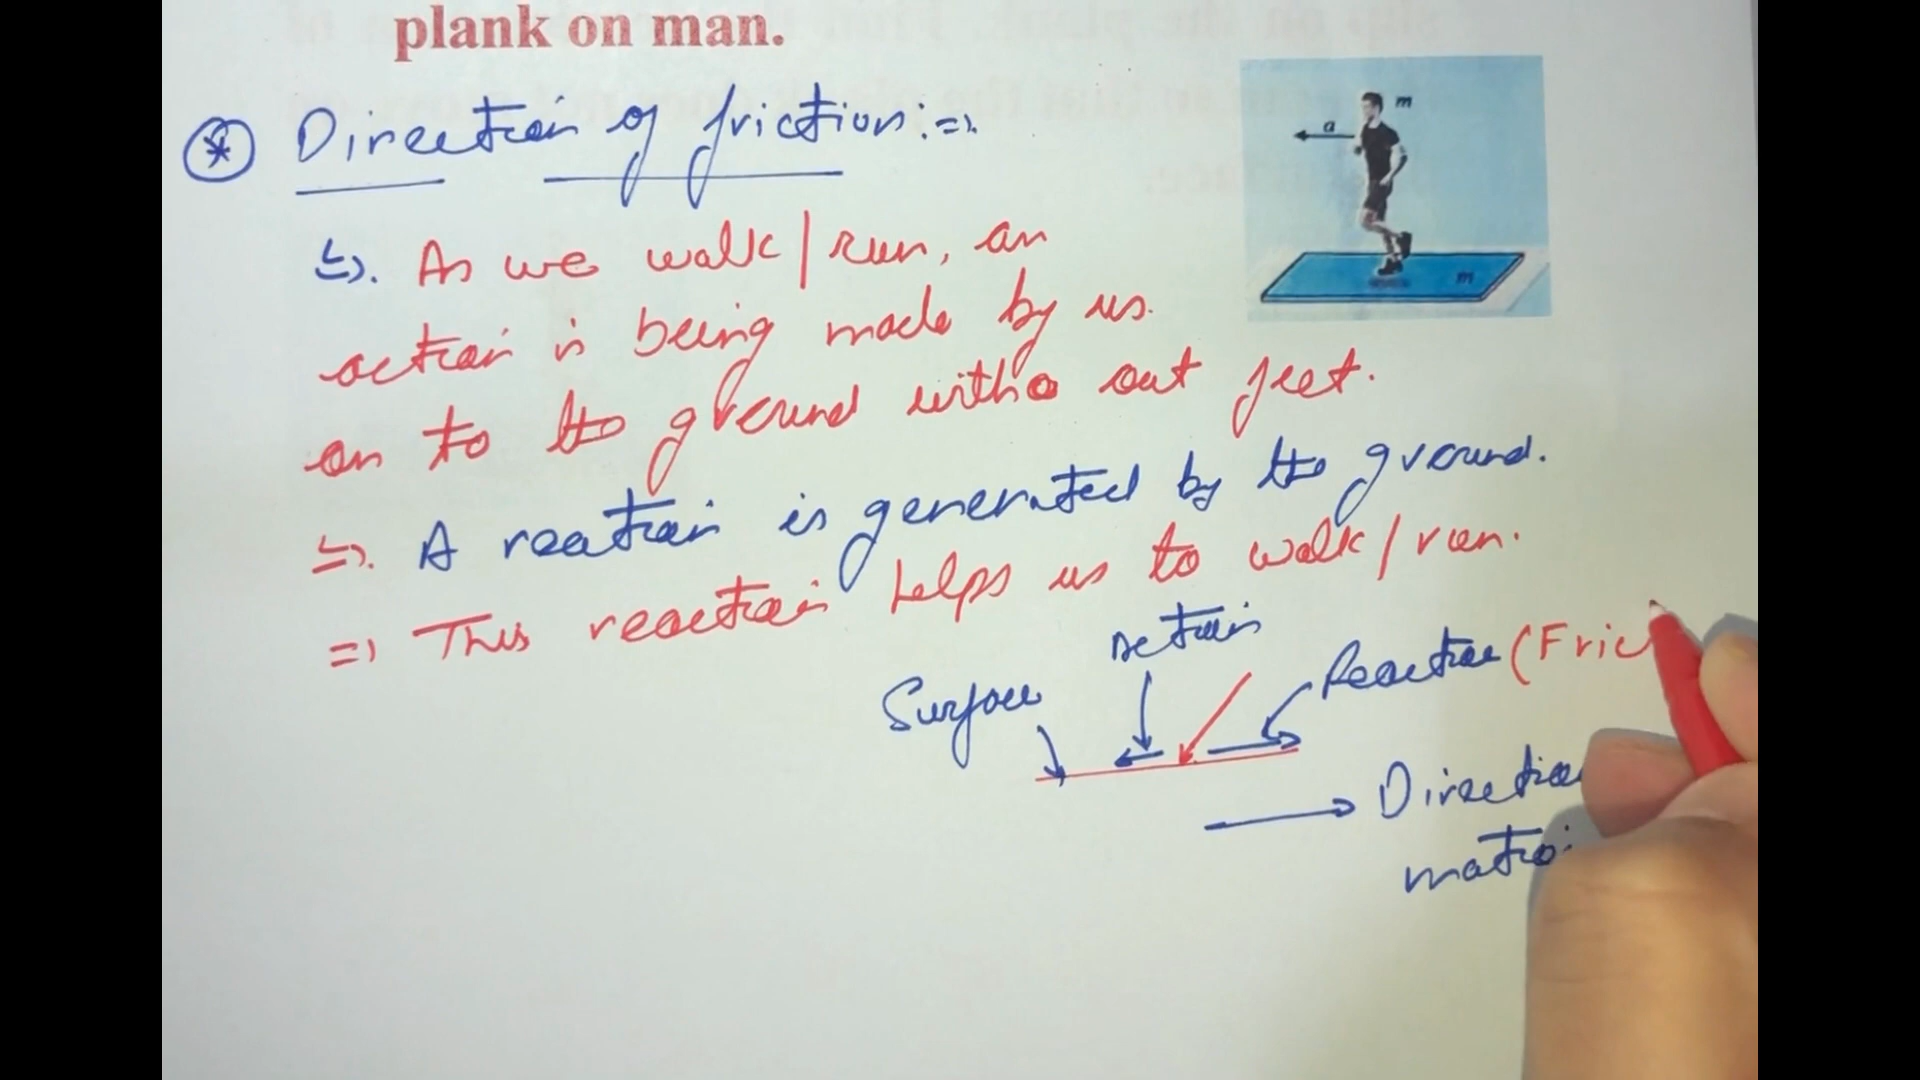 plank on man.
Direction of friction :⇒
m
a
⇒. As we walk/run, an
action is being made by us.
m
on to the ground with out feet.
⇒. A reaction is generated by the ground.
⇒ This reaction helps us to walk/run.
Action
Surface
Reaction (Fric
Direction
motion